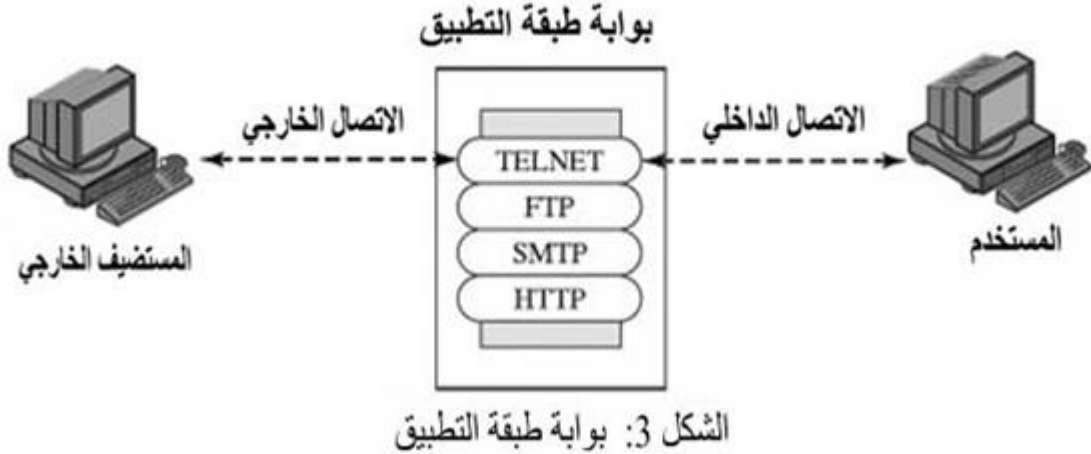 بوابة طبقة التطبيق
الاتصال الداخلي
الاتصال الخارجي
TELNET
FTP
SMTP
HTTP
المستخدم
المستضيف الخارجي
الشكل 3: بوابة طبقة التطبيق